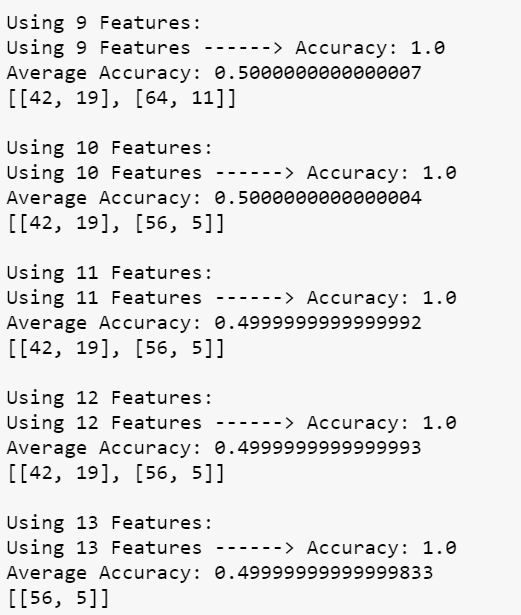 Using 9 Features:
Using 9 Features ------> Accuracy: 1.0
Average Accuracy: 0.5000000000000007
[[42, 19], [64, 11]]

Using 10 Features:
Using 10 Features ------> Accuracy: 1.0
Average Accuracy: 0.5000000000000004
[[42, 19], [56, 5]]

Using 11 Features:
Using 11 Features ------> Accuracy: 1.0
Average Accuracy: 0.4999999999999992
[[42, 19], [56, 5]]

Using 12 Features:
Using 12 Features ------> Accuracy: 1.0
Average Accuracy: 0.4999999999999993
[[42, 19], [56, 5]]

Using 13 Features:
Using 13 Features ------> Accuracy: 1.0
Average Accuracy: 0.49999999999999833
[[56, 5]]